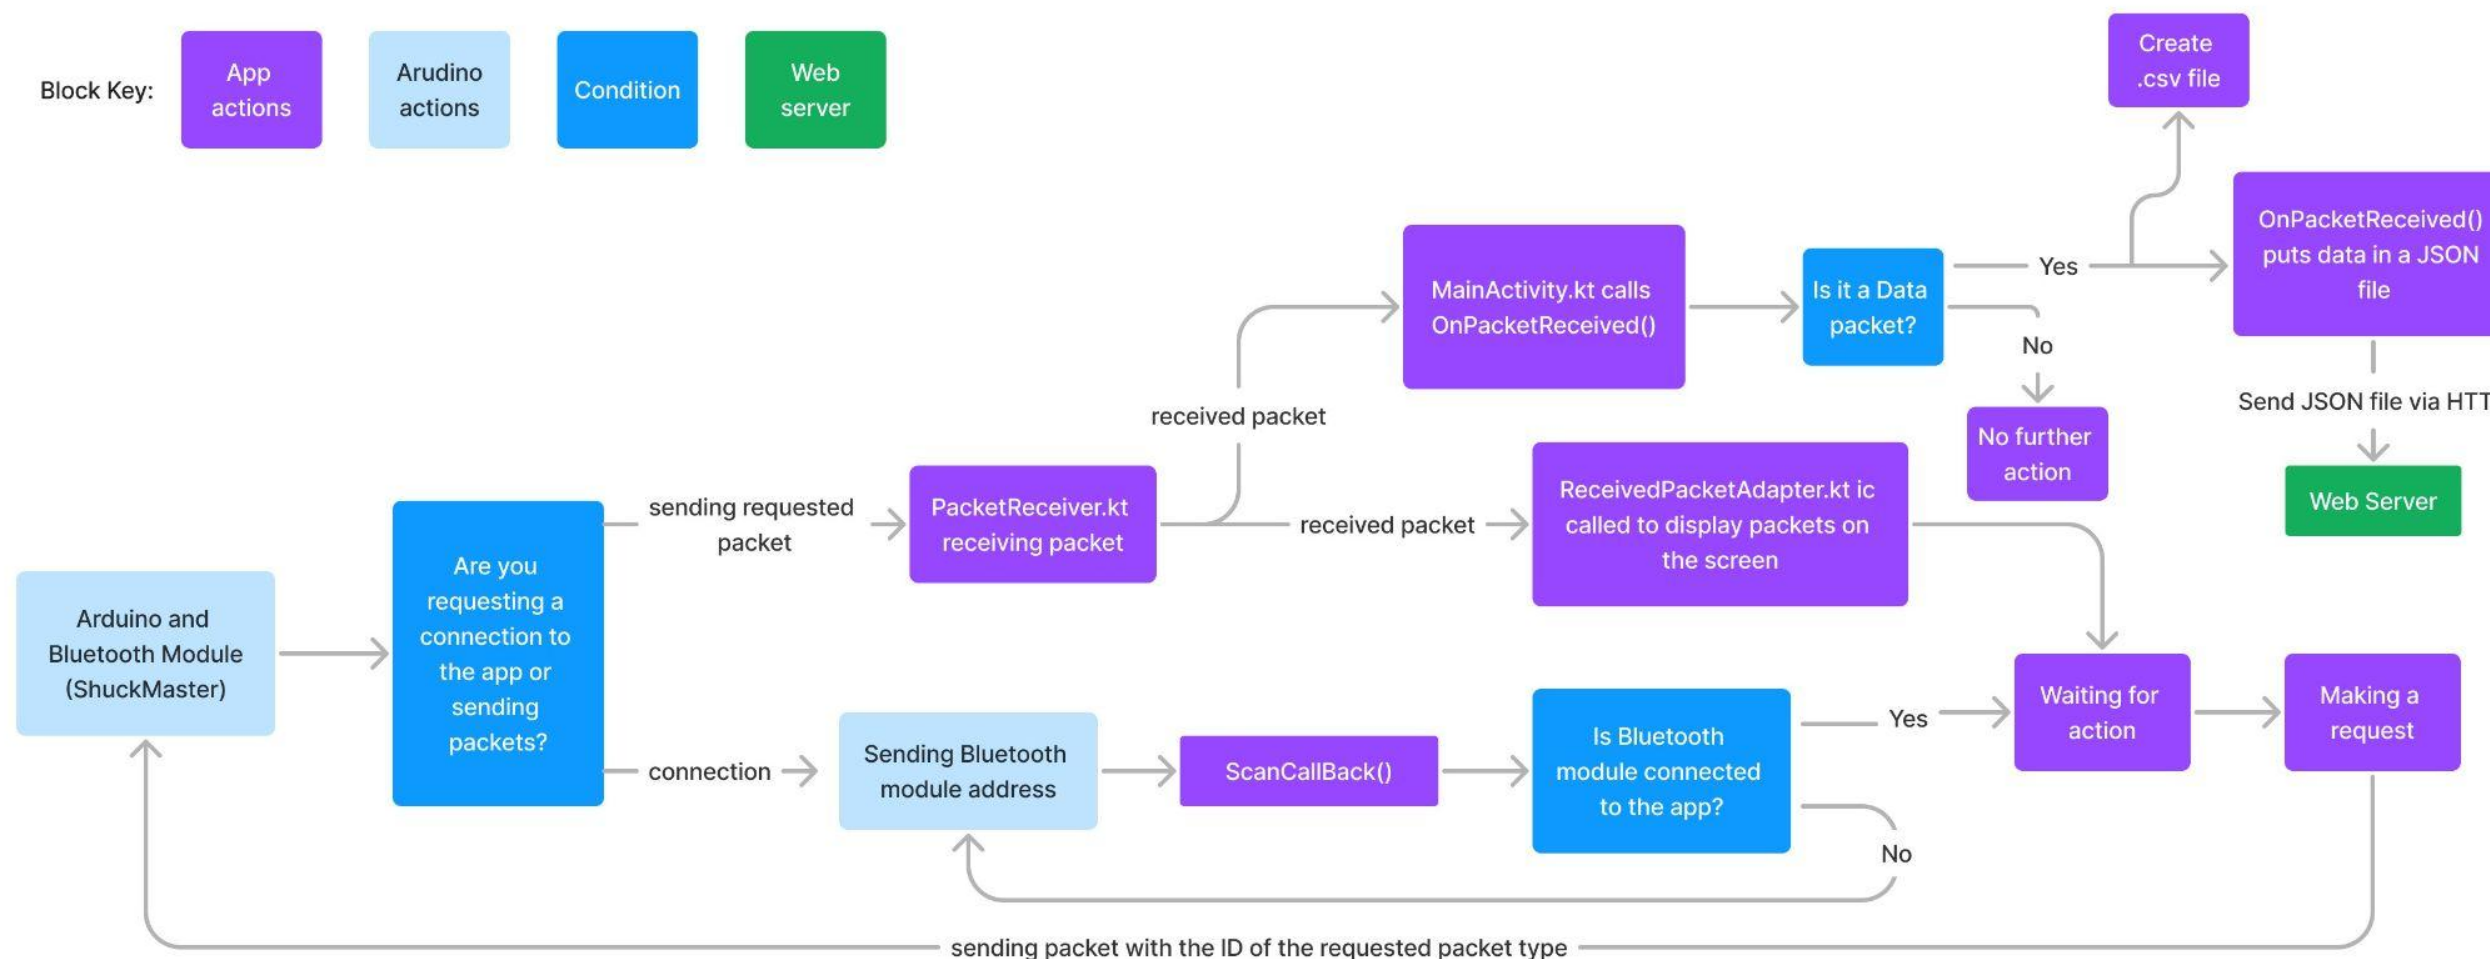 Block Key:
App
actions
Arudino
actions
Condition
Web
server
Create
.csv file
OnPacketReceived()
puts data in a JSON
file
MainActivity.kt calls
OnPacketReceived()
Is it a Data
packet?
Yes
No
Send JSON file via HTT
received packet
No further
action
Web Server
sending requested
packet
PacketReceiver.kt
receiving packet
received packet
ReceivedPacketAdapter.kt ic
called to display packets on
the screen
Arduino and
Bluetooth Module
(ShuckMaster)
Are you
requesting a
connection to
the app or
sending
packets?
connection
Sending Bluetooth
module address
ScanCallBack()
Is Bluetooth
module connected
to the app?
Yes
No
Waiting for
action
Making a
request
sending packet with the ID of the requested packet type